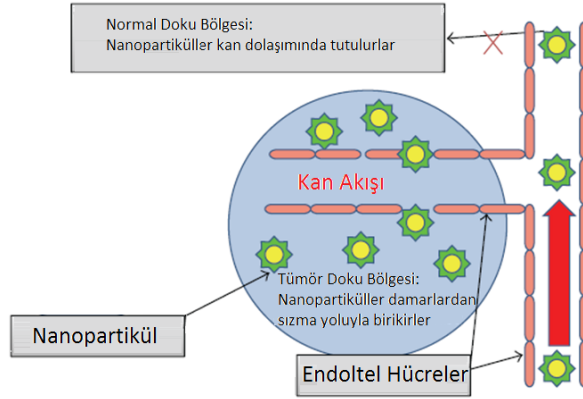 Normal Doku Bölgesi:
Nanopartiküller kan dolaşımında tutulurlar
Kan Akışı
Tümör Doku Bölgesi:
Nanopartiküller damarlardan
sızma yoluyla birikirler
Nanopartikül
Endoltel Hücreler